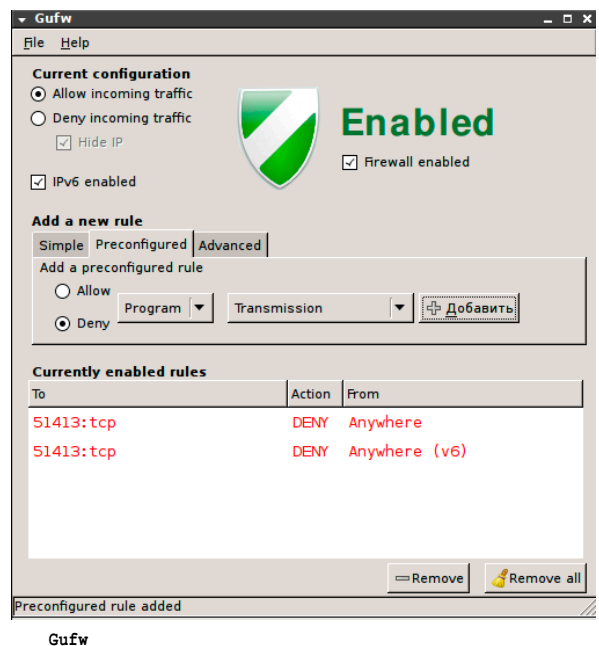 Gufw
File Help
Current configuration
Allow incoming traffic
Deny incoming traffic
Hide IP
IPv6 enabled
Enabled
Firewall enabled
Add a new rule
Simple Preconfigured Advanced
Add a preconfigured rule
Allow
Deny
Program Transmission Добавить
Currently enabled rules
To Action From
51413:tcp DENY Anywhere
51413:tcp DENY Anywhere (v6)
Remove Remove all
Preconfigured rule added
Gufw